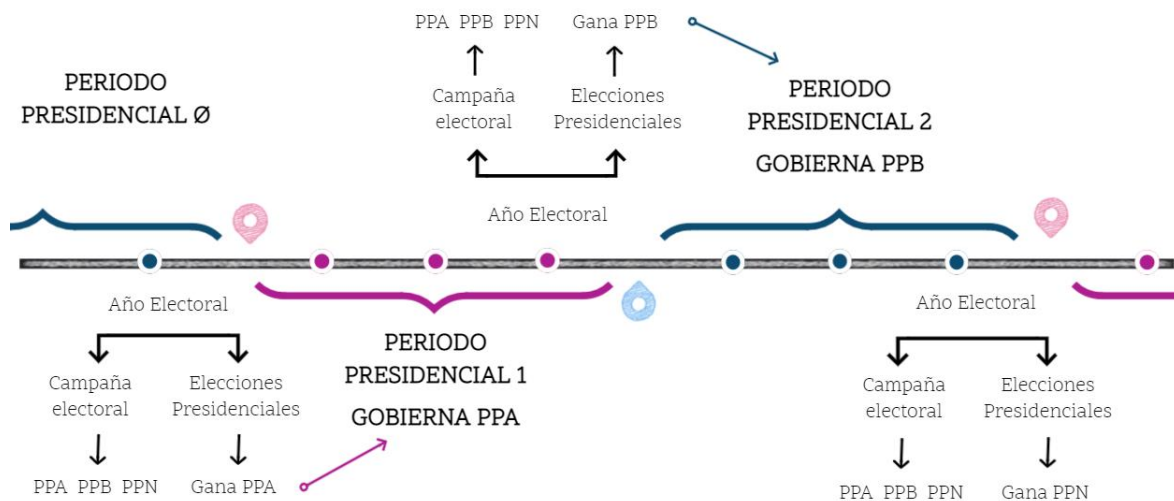 PPA PPB PPN
Gana PPB
Campaña
electoral
Elecciones
Presidenciales
Año Electoral
PERIODO
PRESIDENCIAL Ø
PERIODO
PRESIDENCIAL 2
GOBIERNA PPB
Año Electoral
Campaña
electoral
Elecciones
Presidenciales
PPA PPB PPN
Gana PPA
PERIODO
PRESIDENCIAL 1
GOBIERNA PPA
Año Electoral
Campaña
electoral
Elecciones
Presidenciales
PPA PPB PPN
Gana PPN